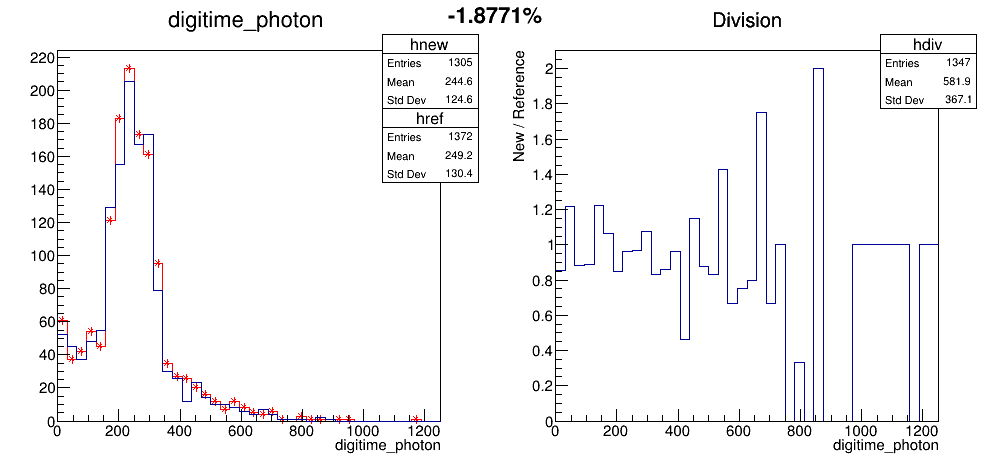 digitime_photon
-1.8771%
Division
hnew
Entries 1305
Mean 244.6
Std Dev 124.6
href
Entries 1372
Mean 249.2
Std Dev 130.4
220
200
180
160
140
120
100
80
60
40
20
0
0 200 400 600 800 1000 1200
digitime_photon
hdiv
Entries 1347
Mean 581.9
Std Dev 367.1
New / Reference
2
1.8
1.6
1.4
1.2
1
0.8
0.6
0.4
0.2
0
0 200 400 600 800 1000 1200
digitime_photon